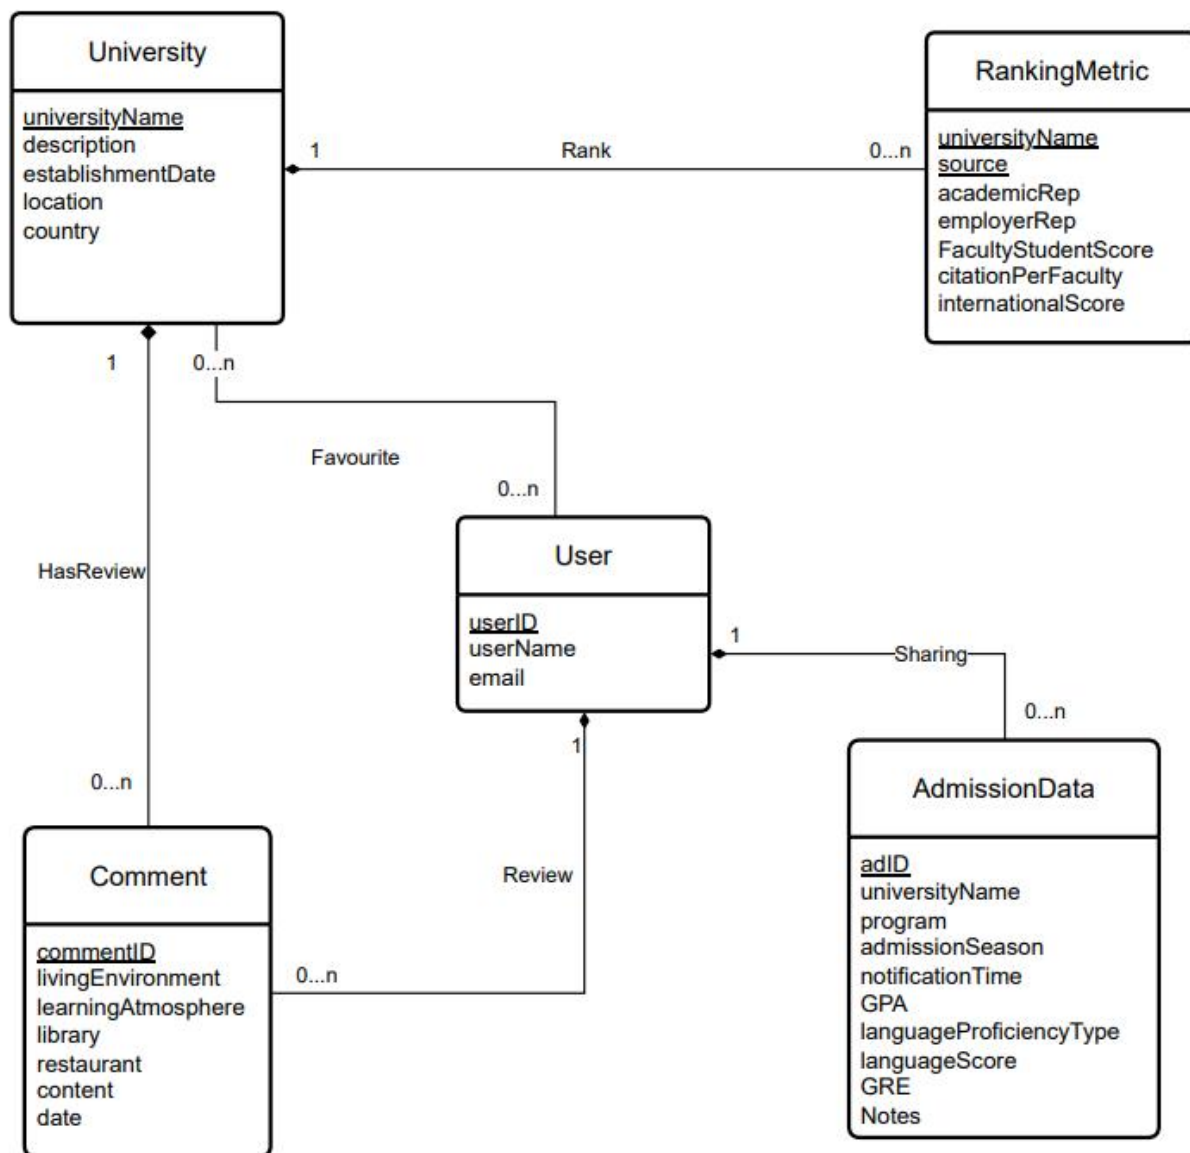 University
universityName
description
establishmentDate
location
country
RankingMetric
universityName
source
academicRep
employerRep
FacultyStudentScore
citationPerFaculty
internationalScore
1
Rank
0...n
1
0...n
Favourite
0...n
HasReview
User
userID
userName
email
1
Sharing
0...n
1
0...n
Review
0...n
Comment
commentID
livingEnvironment
learningAtmosphere
library
restaurant
content
date
AdmissionData
adID
universityName
program
admissionSeason
notificationTime
GPA
languageProficiencyType
languageScore
GRE
Notes